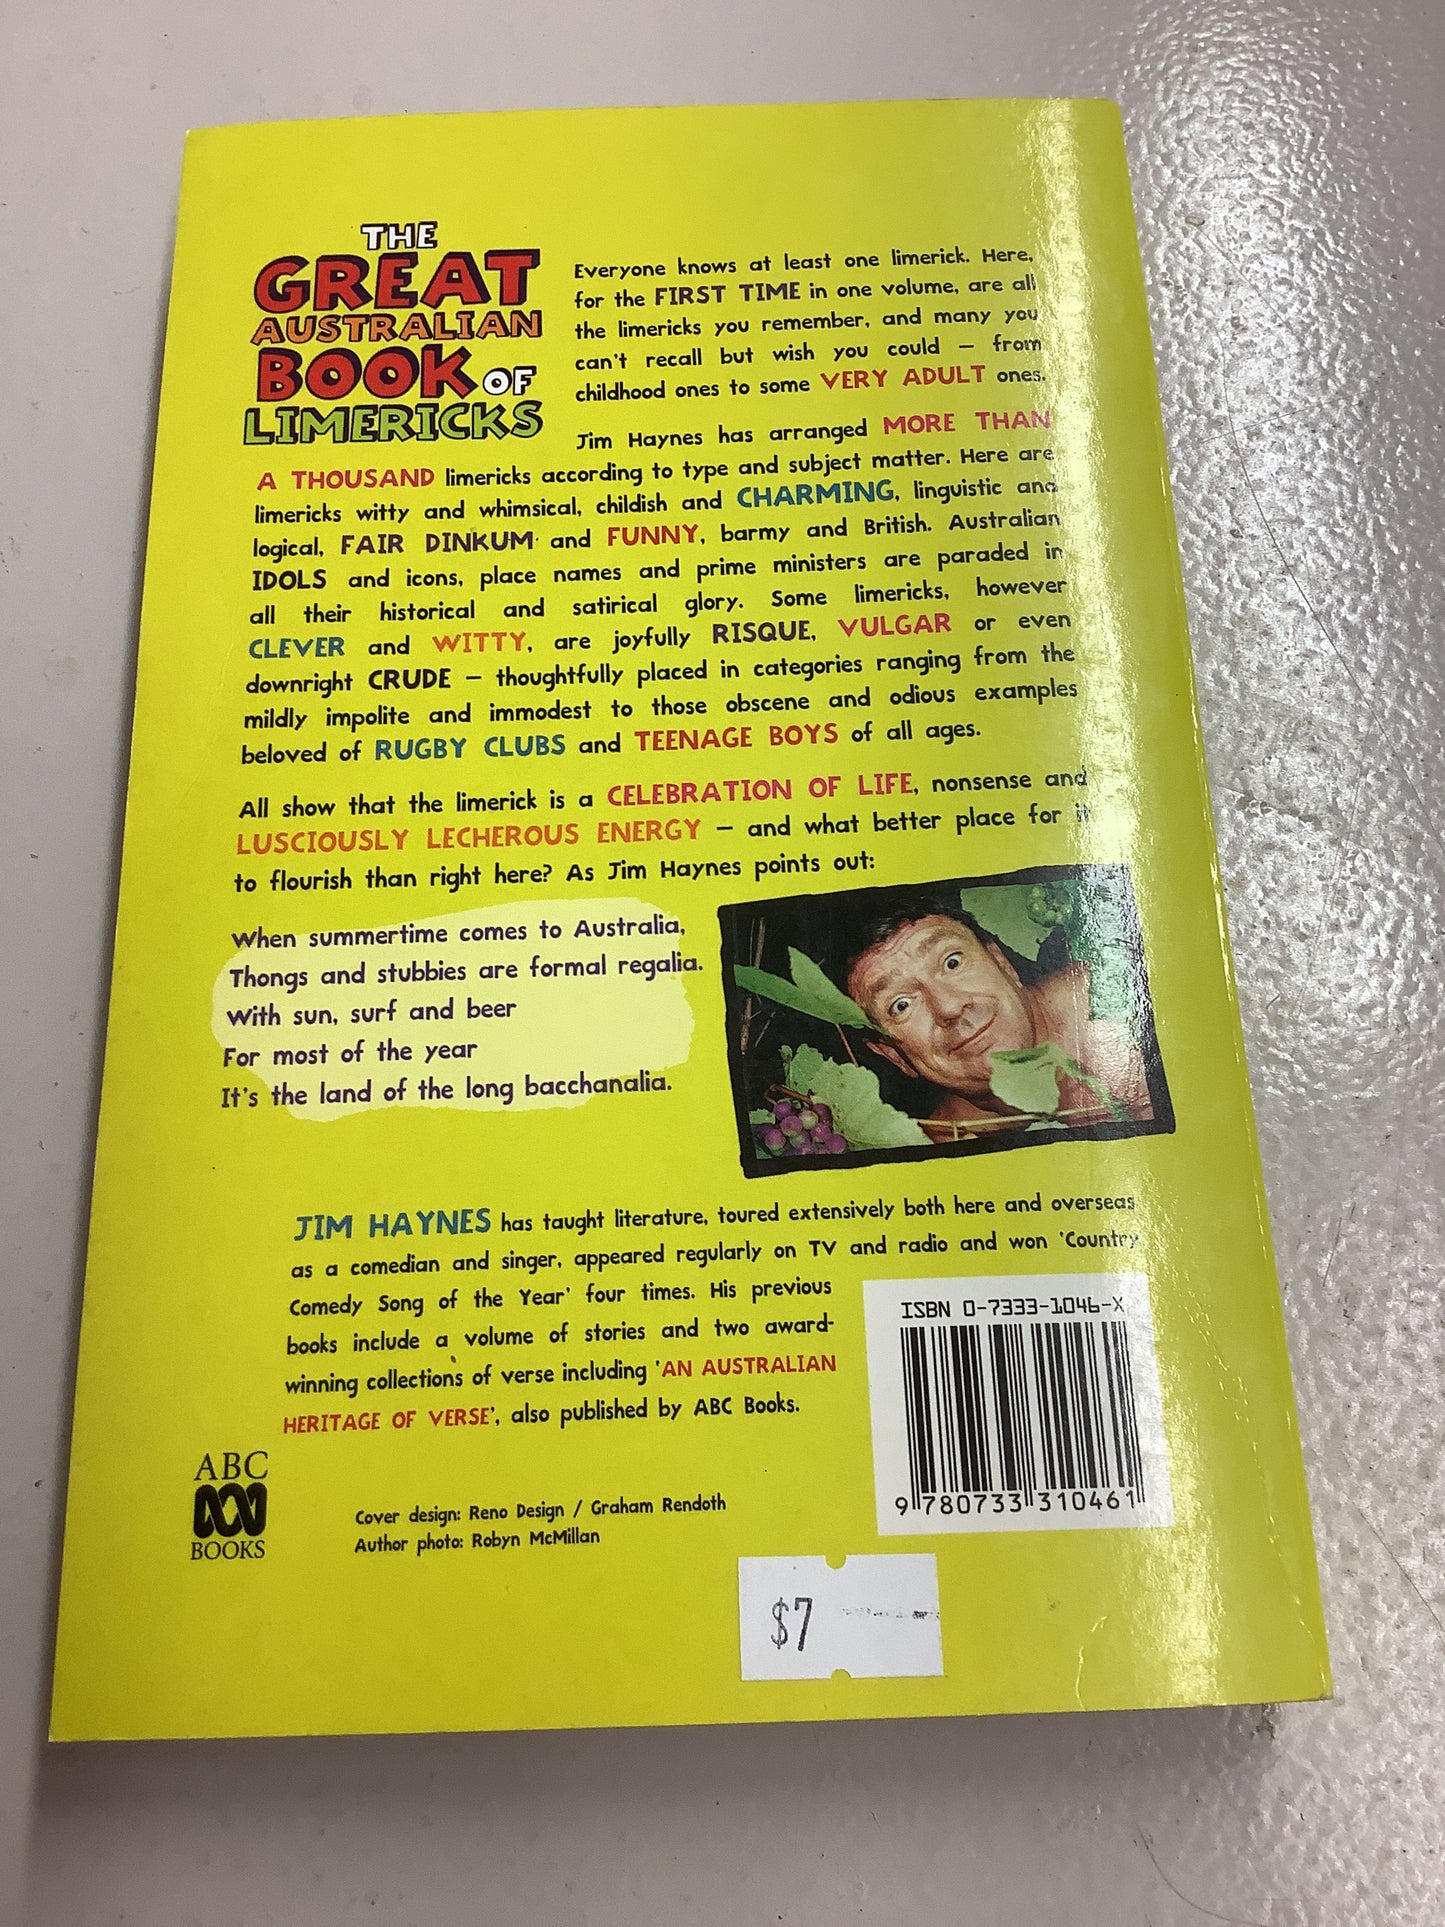 THE
GREAT
AUSTRALIAN
BOOK OF
LIMERICKS
Everyone knows at least one limerick. Here,
for the FIRST TIME in one volume, are all
the limericks you remember, and many you
can't recall but wish you could – from
childhood ones to some VERY ADULT ones.
Jim Haynes has arranged MORE THAN
A THOUSAND limericks according to type and subject matter. Here are
limericks witty and whimsical, childish and CHARMING, linguistic and
logical, FAIR DINKUM and FUNNY, barmy and British. Australian
IDOLS and icons, place names and prime ministers are paraded in
all their historical and satirical glory. Some limericks, however
CLEVER and WITTY, are joyfully RISQUE, VULGAR or even
downright CRUDE – thoughtfully placed in categories ranging from the
mildly impolite and immodest to those obscene and odious examples
beloved of RUGBY CLUBS and TEENAGE BOYS of all ages.
All show that the limerick is a CELEBRATION OF LIFE, nonsense and
LUSCIOUSLY LECHEROUS ENERGY – and what better place for it
to flourish than right here? As Jim Haynes points out:
When summertime comes to Australia,
Thongs and stubbies are formal regalia.
With sun, surf and beer
For most of the year
It's the land of the long bacchanalia.
JIM HAYNES has taught literature, toured extensively both here and overseas
as a comedian and singer, appeared regularly on TV and radio and won 'Country
Comedy Song of the Year' four times. His previous
books include a volume of stories and two award-
winning collections of verse including 'AN AUSTRALIAN
HERITAGE OF VERSE', also published by ABC Books.
ISBN 0-7333-1046-X
9 780733 310461
ABC
BOOKS
Cover design: Reno Design / Graham Rendoth
Author photo: Robyn McMillan
$7